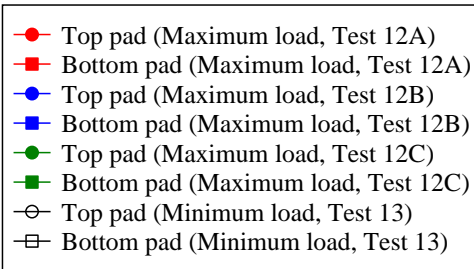 Top pad (Maximum load, Test 12A)
Bottom pad (Maximum load, Test 12A)
Top pad (Maximum load, Test 12B)
Bottom pad (Maximum load, Test 12B)
Top pad (Maximum load, Test 12C)
Bottom pad (Maximum load, Test 12C)
Top pad (Minimum load, Test 13)
Bottom pad (Minimum load, Test 13)